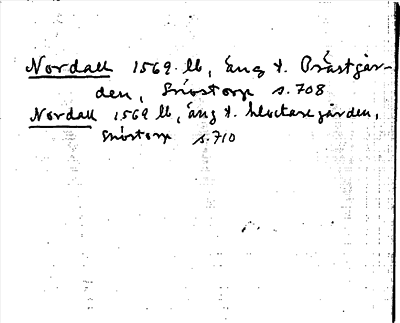 Nordall 1569 lb, äng t. Prästgår-
den, Snöstorp s. 708
Nordall 1569 lb, äng t. klockaregården,
Snöstorp s. 710